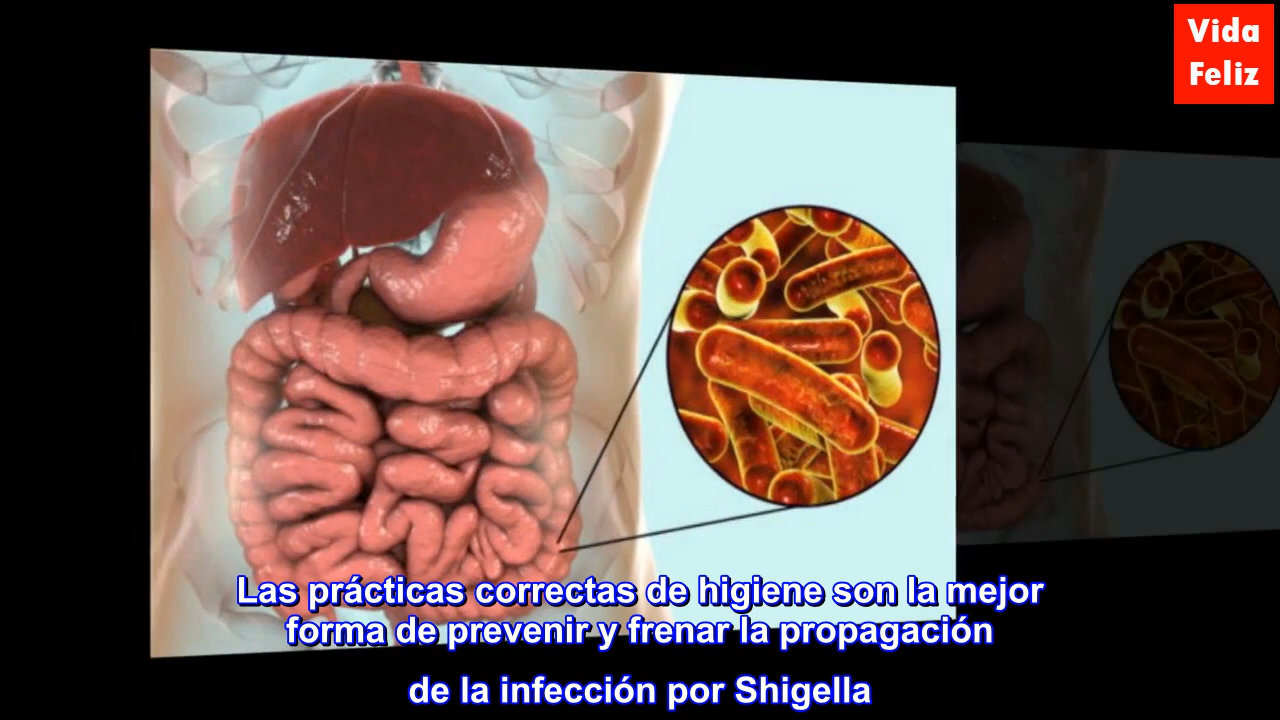 Vida
Feliz
Las prácticas correctas de higiene son la mejor
forma de prevenir y frenar la propagación
de la infección por Shigella